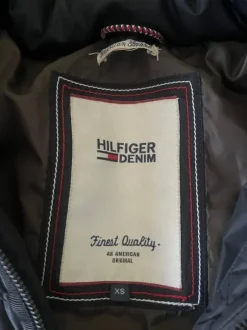 HILFIGER
DENIM
Finest Quality.
AN AMERICAN
ORIGINAL
XS